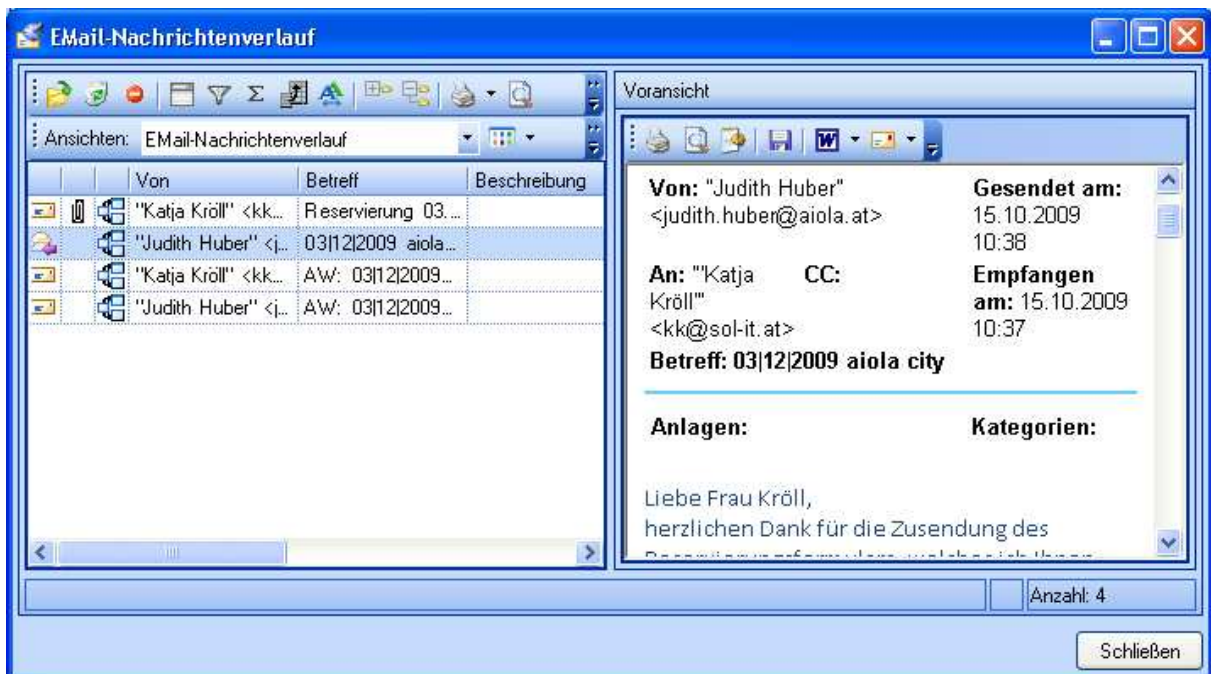 EMail-Nachrichtenverlauf
Ansichten: EMail-Nachrichtenverlauf
Von Betreff Beschreibung
"Katja Kröll" <kk... Reservierung 03....
"Judith Huber" <j... 03|12|2009 aiola...
"Katja Kröll" <kk... AW: 03|12|2009...
"Judith Huber" <j... AW: 03|12|2009...
Voransicht
Von: "Judith Huber" Gesendet am:
<judith.huber@aiola.at> 15.10.2009
10:38
An: "'Katja CC: Empfangen
Kröll'" am: 15.10.2009
<kk@sol-it.at> 10:37
Betreff: 03|12|2009 aiola city
Anlagen: Kategorien:
Liebe Frau Kröll,
herzlichen Dank für die Zusendung des
Anzahl: 4
Schließen